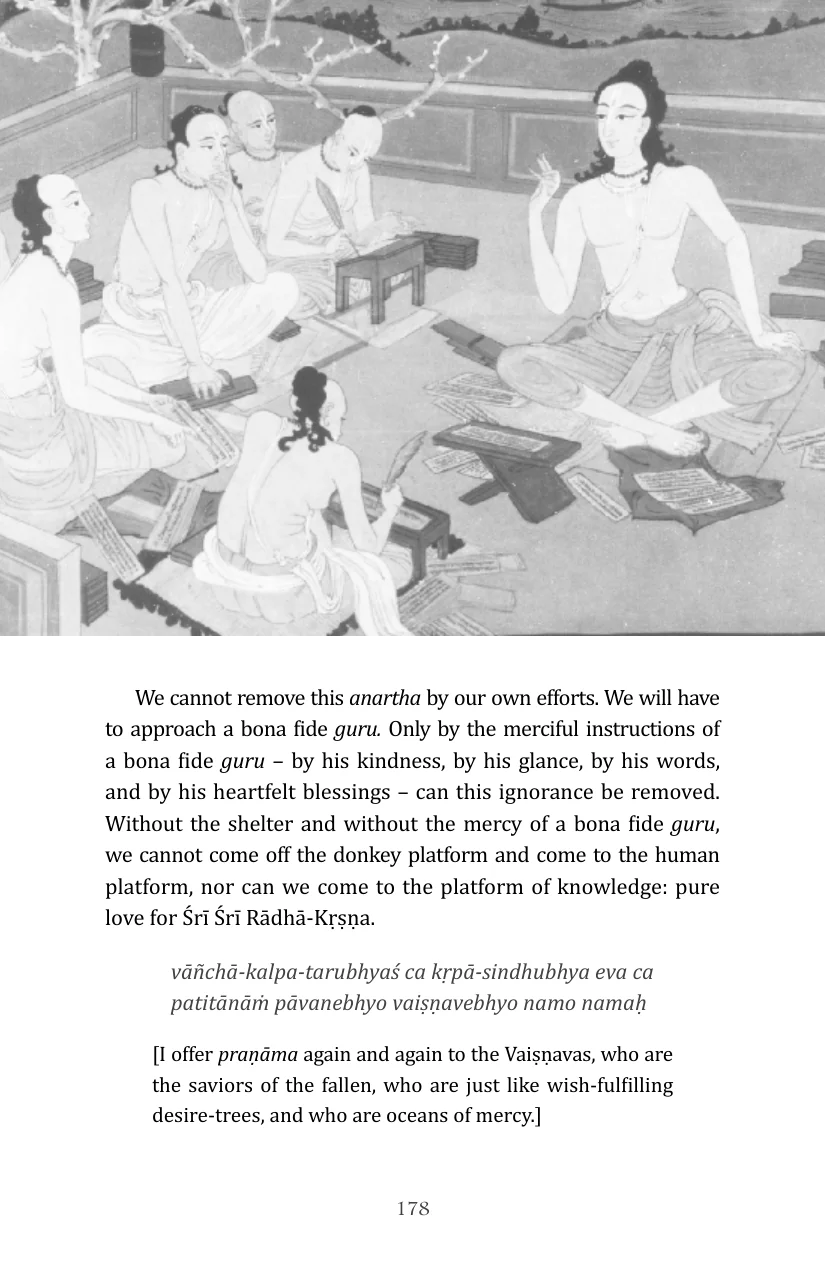 We cannot remove this anartha by our own efforts. We will have
to approach a bona fide guru. Only by the merciful instructions of
a bona fide guru – by his kindness, by his glance, by his words,
and by his heartfelt blessings – can this ignorance be removed.
Without the shelter and without the mercy of a bona fide guru,
we cannot come off the donkey platform and come to the human
platform, nor can we come to the platform of knowledge: pure
love for Śrī Śrī Rādhā-Kṛṣṇa.
vāñchā-kalpa-tarubhyaś ca kṛpā-sindhubhya eva ca
patitānāṁ pāvanebhyo vaiṣṇavebhyo namo namaḥ
[I offer praṇāma again and again to the Vaiṣṇavas, who are
the saviors of the fallen, who are just like wish-fulfilling
desire-trees, and who are oceans of mercy.]
178